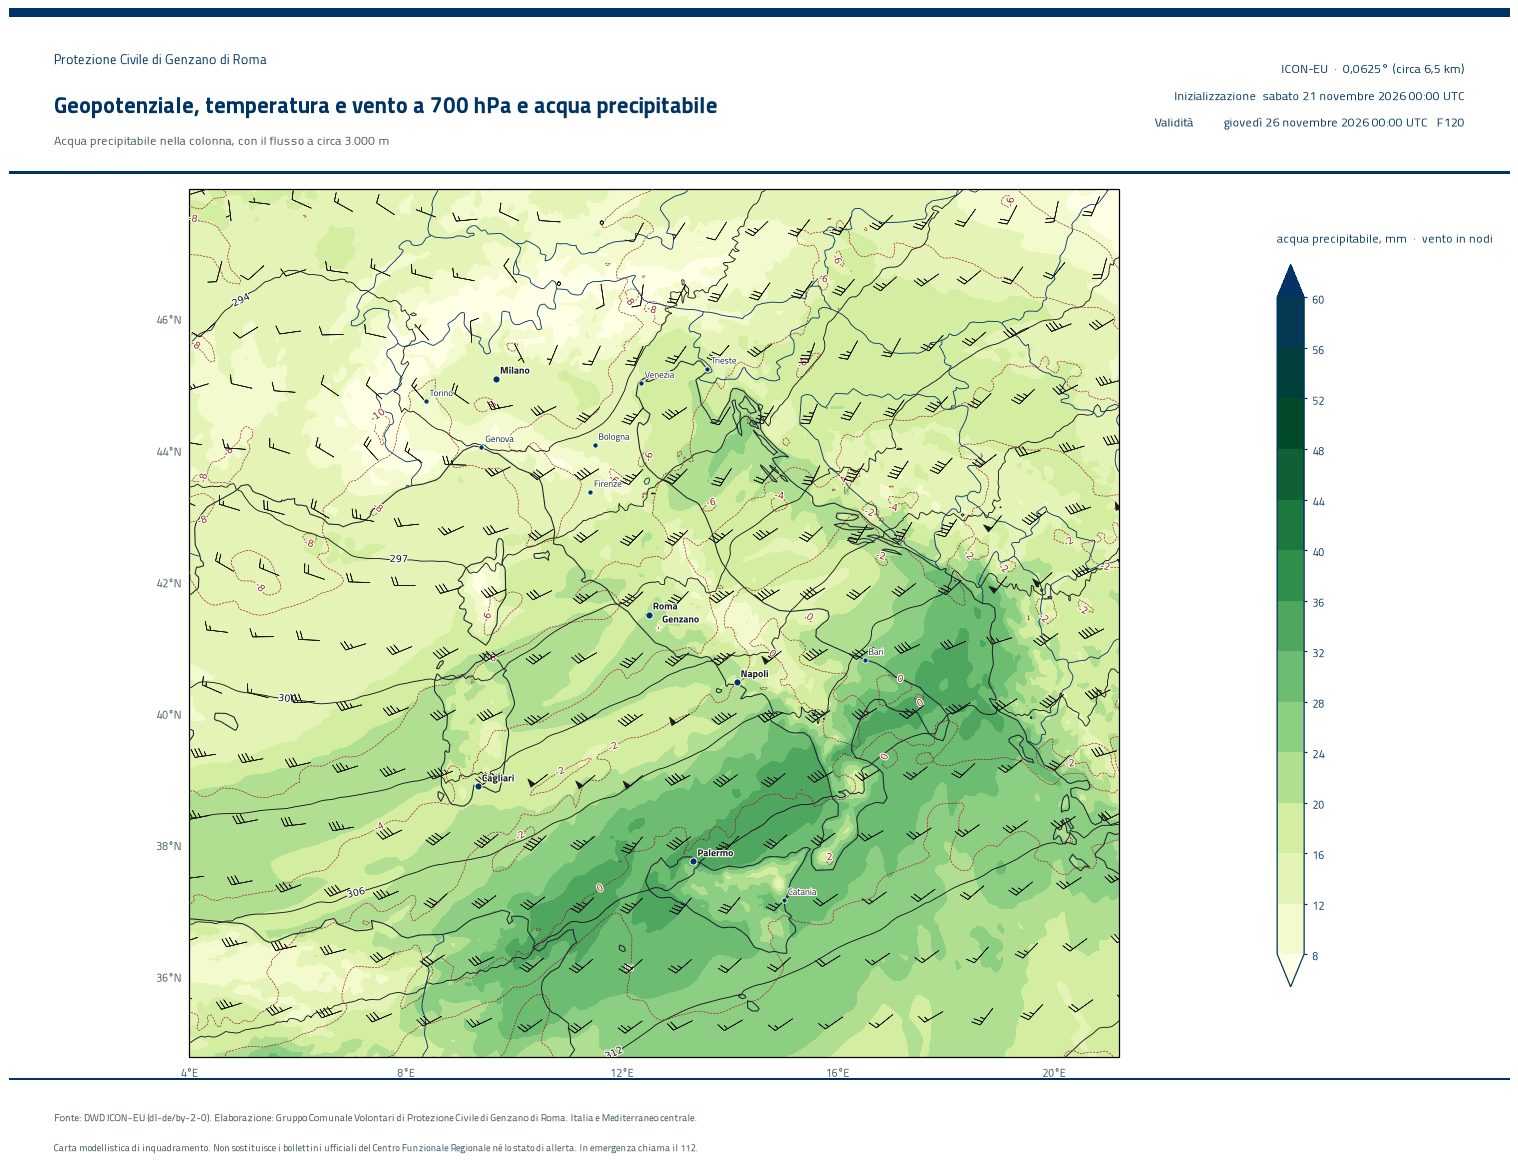 Protezione Civile di Genzano di Roma
Geopotenziale, temperatura e vento a 700 hPa e acqua precipitabile
Acqua precipitabile nella colonna, con il flusso a circa 3.000 m
ICON-EU · 0,0625° (circa 6,5 km)
Inizializzazione sabato 21 novembre 2026 00:00 UTC
Validità giovedì 26 novembre 2026 00:00 UTC F120
acqua precipitabile, mm · vento in nodi
60
56
52
48
44
40
36
32
28
24
20
16
12
8
46°N
44°N
42°N
40°N
38°N
36°N
4°E
8°E
12°E
16°E
20°E
294
297
306
312
Milano
Torino
Venezia
Trieste
Genova
Bologna
Firenze
Roma
Genzano
Napoli
Bari
Cagliari
Palermo
Catania
Fonte: DWD ICON-EU (dl-de/by-2-0). Elaborazione: Gruppo Comunale Volontari di Protezione Civile di Genzano di Roma. Italia e Mediterraneo centrale.
Carta modellistica di inquadramento. Non sostituisce i bollettini ufficiali del Centro Funzionale Regionale né lo stato di allerta. In emergenza chiama il 112.